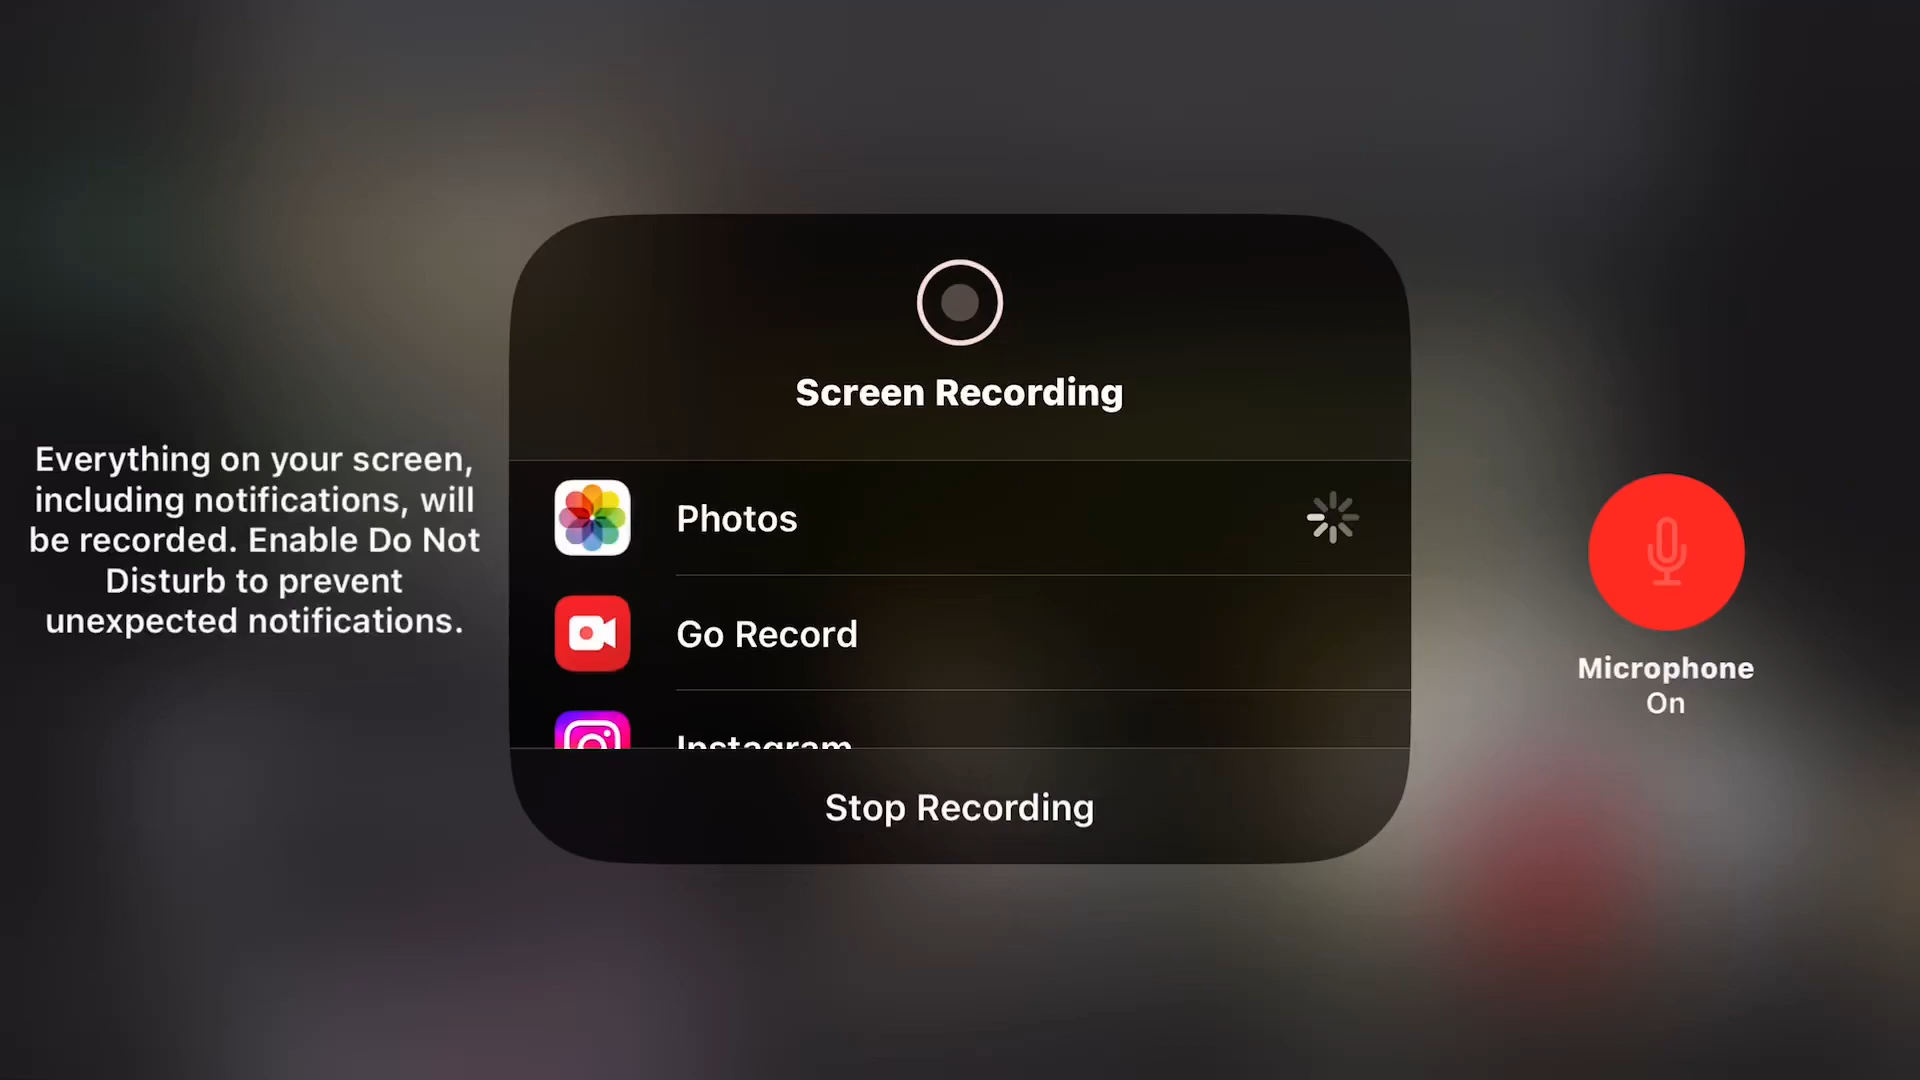 Screen Recording
Everything on your screen,
including notifications, will
be recorded. Enable Do Not
Disturb to prevent
unexpected notifications.
Photos
Go Record
Instagram
Stop Recording
Microphone
On